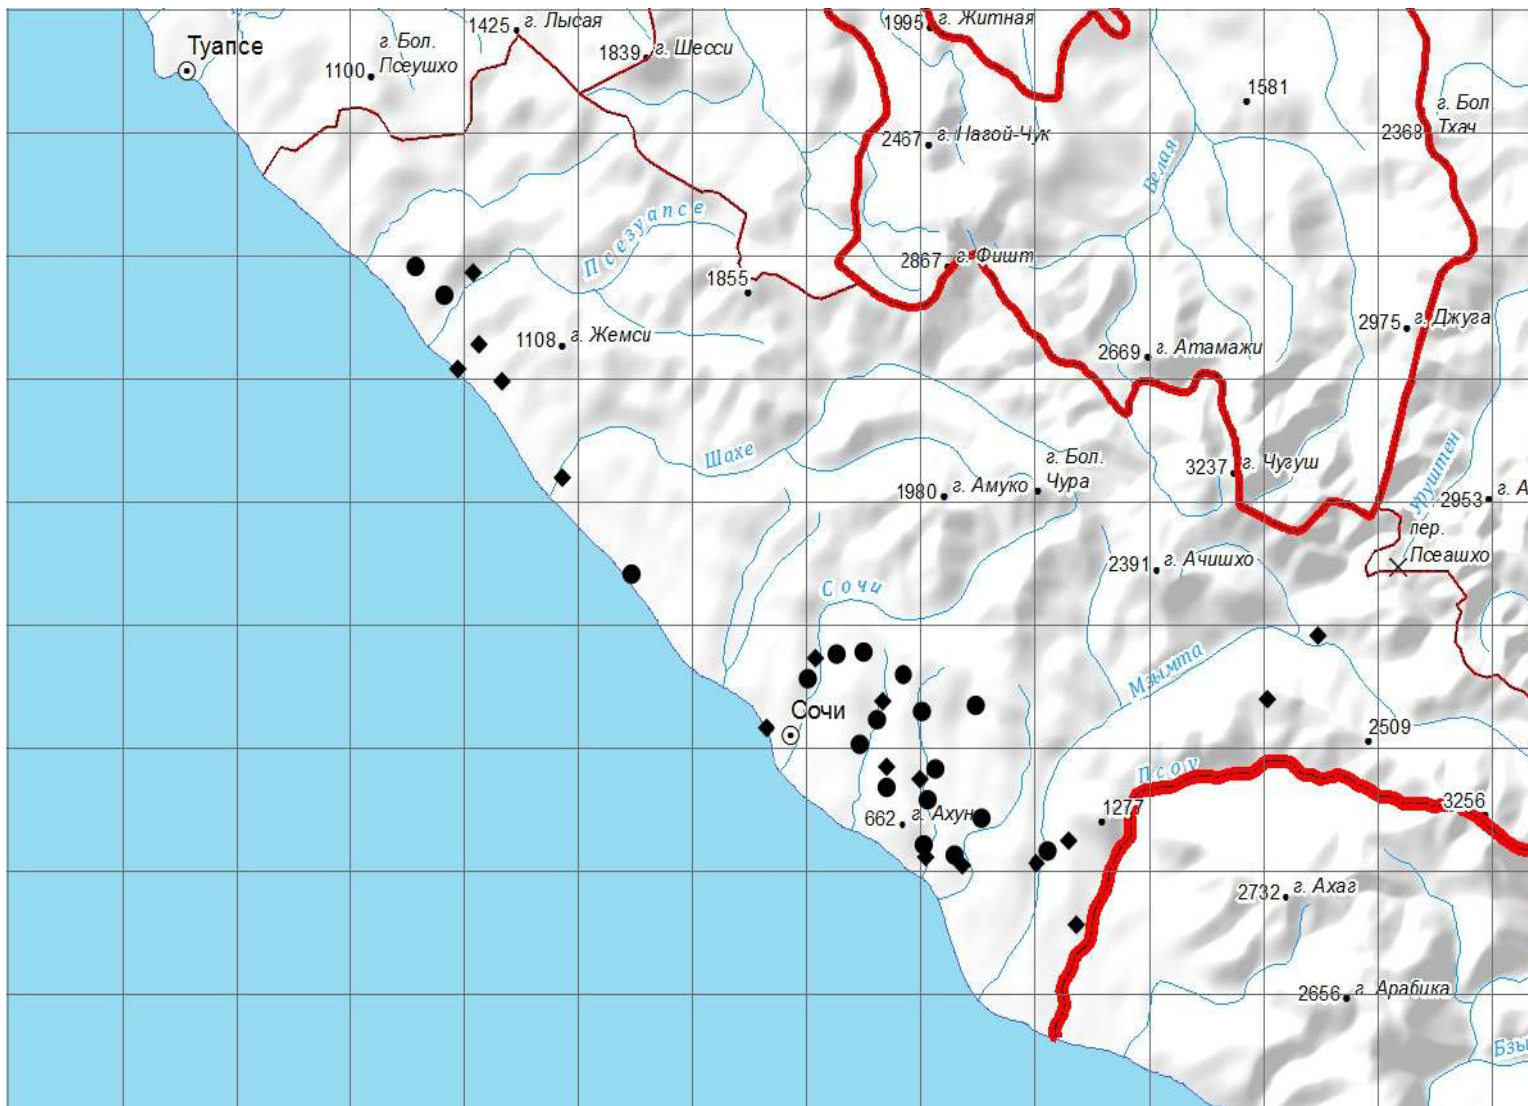 1995 г. Житная
1425 г. Лысая
Туапсе
г. Бол.
1839 г. Шесси
1100 Псеушхо
1581
г. Бол.
2368 Тхач
2467 г. Нагой-Чук
Белая
Псезуапсе
2867 г. Фишт
1855
2975 г. Джуга
1108 г. Жемси
2669 г. Атамажи
Шахе
г. Бол.
Чура
3237 г. Чугуш
Уруштен
1980 г. Амуко
2953 г. А
пер.
Псеашхо
2391 г. Ачишхо
Сочи
Мзымта
Сочи
2509
Псоу
1277
3256
662 г. Ахун
2732 г. Ахаг
2656 г. Арабика
Бзы